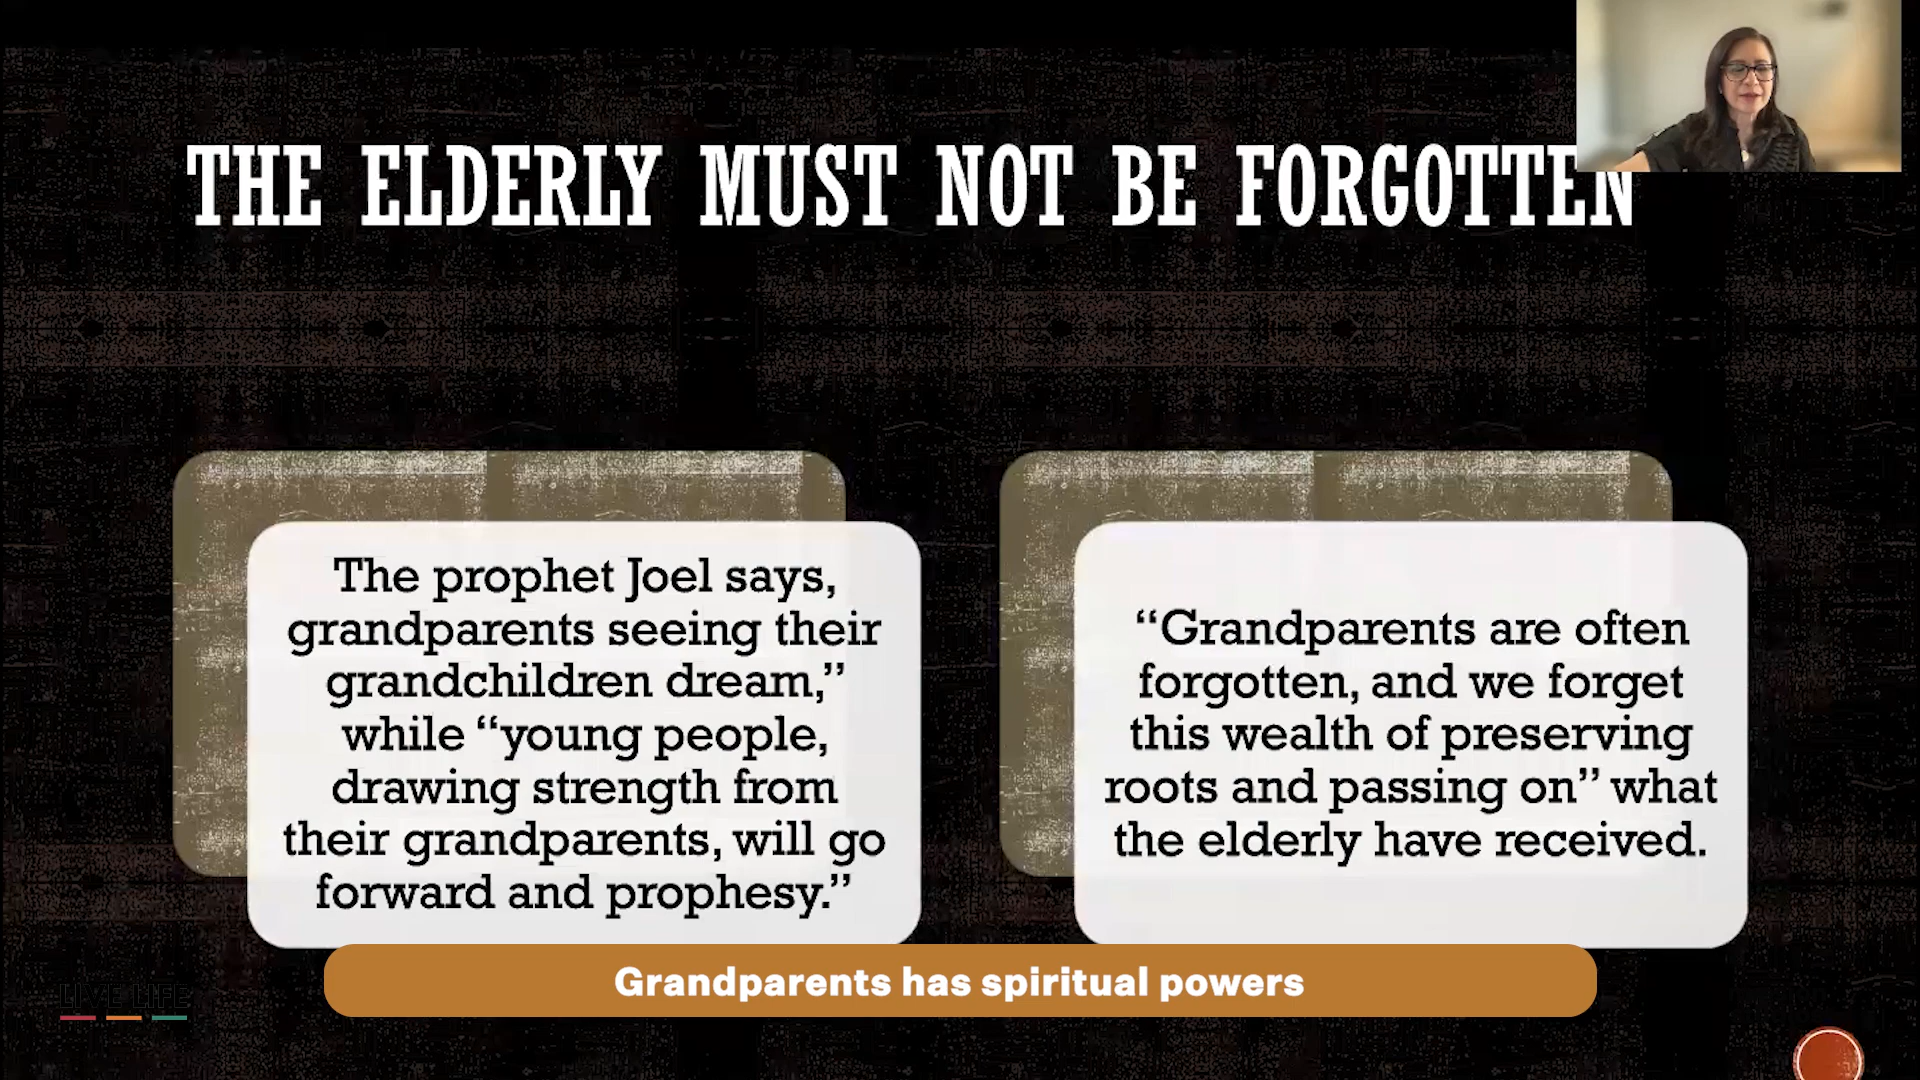 THE ELDERLY MUST NOT BE FORGOTTEN
The prophet Joel says,
grandparents seeing their
grandchildren dream,”
while “young people,
drawing strength from
their grandparents, will go
forward and prophesy.”
“Grandparents are often
forgotten, and we forget
this wealth of preserving
roots and passing on” what
the elderly have received.
Grandparents has spiritual powers
LIVE LIFE